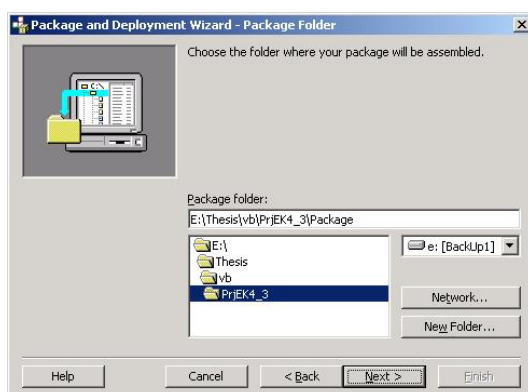 Package and Deployment Wizard - Package Folder
Choose the folder where your package will be assembled.
C:\
Package folder:
E:\Thesis\vb\PrjEK4_3\Package
E:\
e: [BackUp1]
Thesis
vb
PrjEK4_3
Network...
New Folder...
Help
Cancel
< Back
Next >
Finish